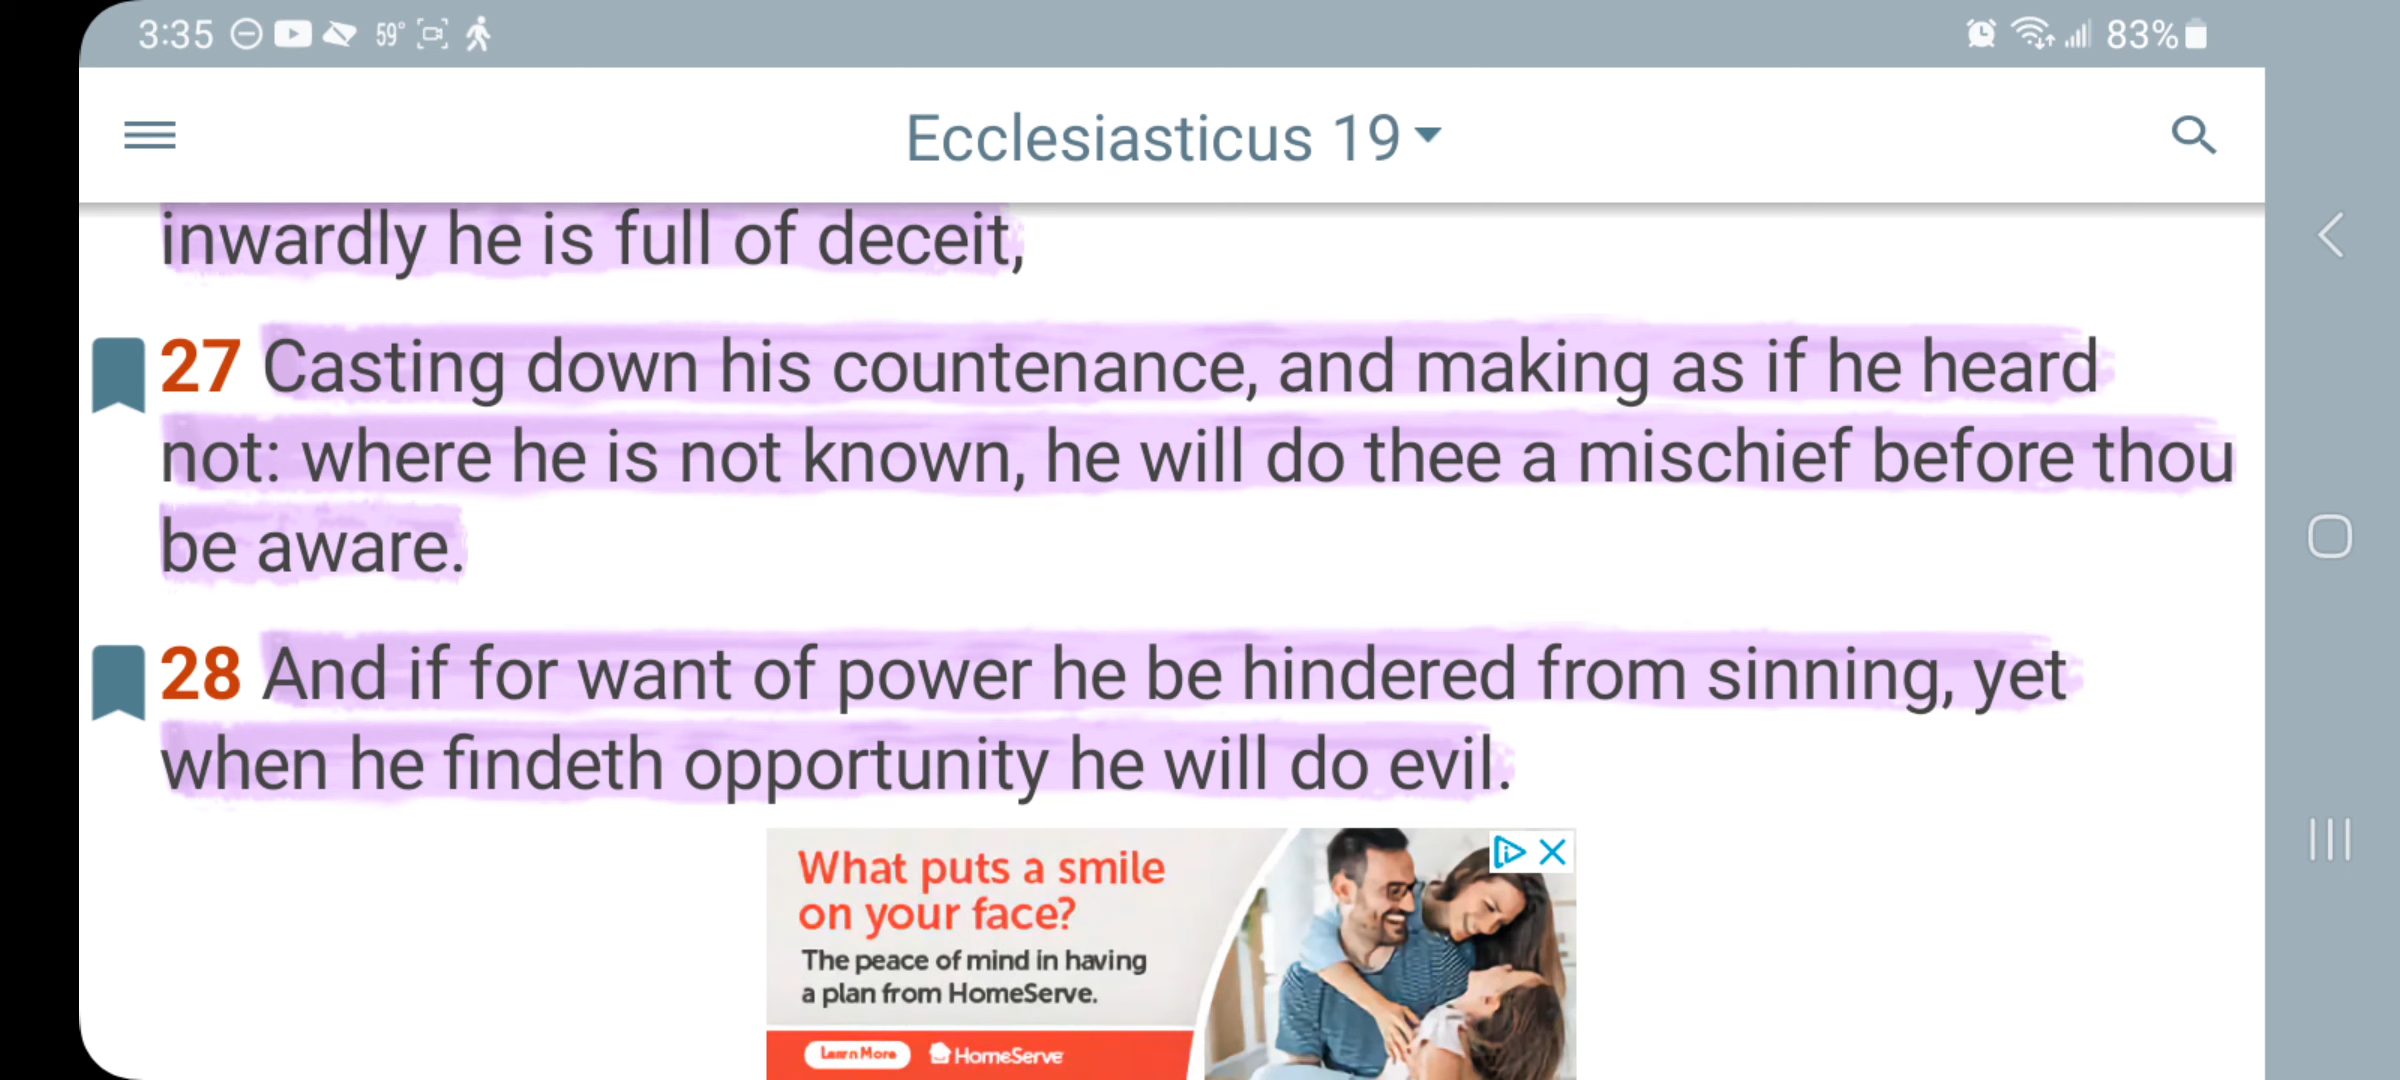 3:35 59° 83%
Ecclesiasticus 19
inwardly he is full of deceit,
27 Casting down his countenance, and making as if he heard
not: where he is not known, he will do thee a mischief before thou
be aware.
28 And if for want of power he be hindered from sinning, yet
when he findeth opportunity he will do evil.
What puts a smile
on your face?
The peace of mind in having
a plan from HomeServe.
Learn More HomeServe